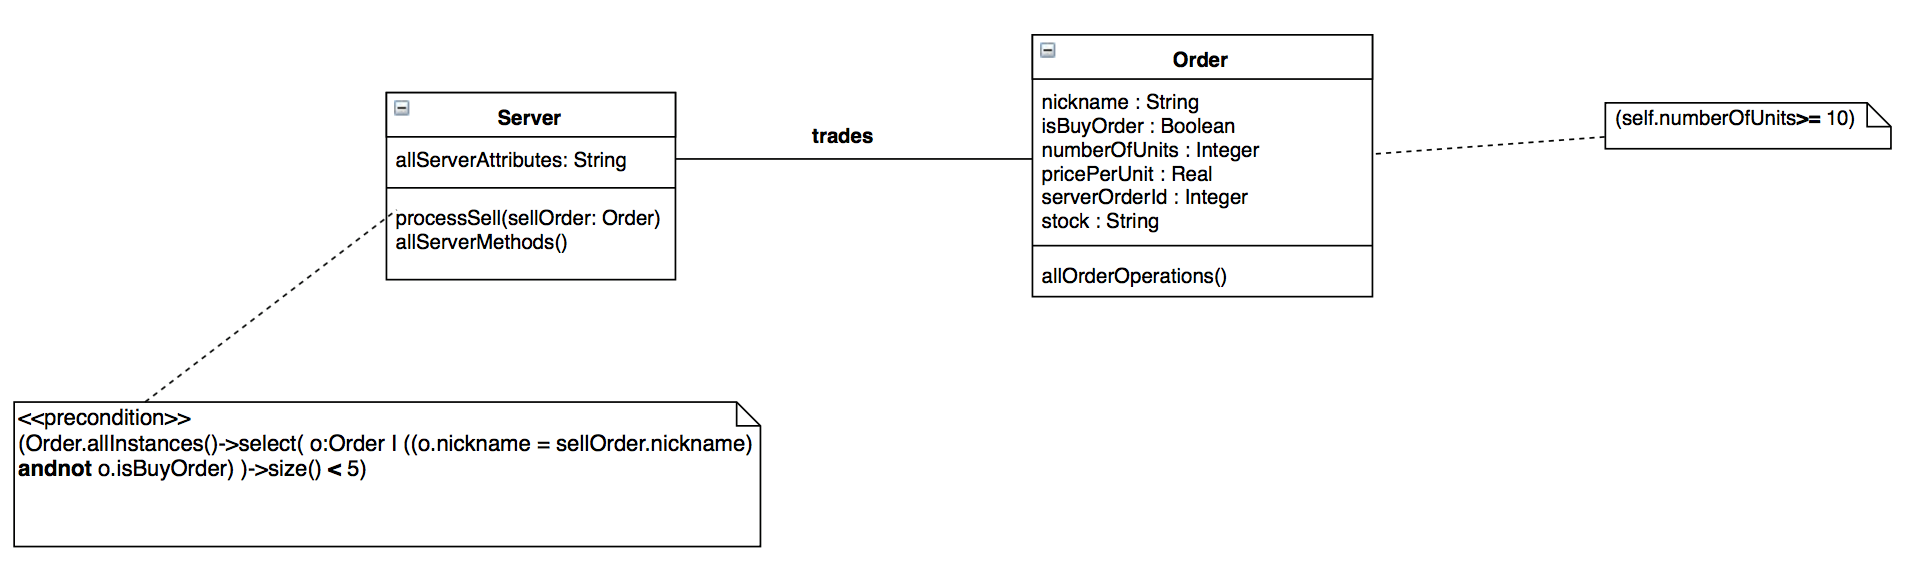 Server
allServerAttributes: String
processSell(sellOrder: Order)
allServerMethods()
trades
Order
nickname : String
isBuyOrder : Boolean
numberOfUnits : Integer
pricePerUnit : Real
serverOrderId : Integer
stock : String
allOrderOperations()
(self.numberOfUnits>= 10)
<<precondition>>
(Order.allInstances()->select( o:Order | ((o.nickname = sellOrder.nickname)
andnot o.isBuyOrder) )->size() < 5)